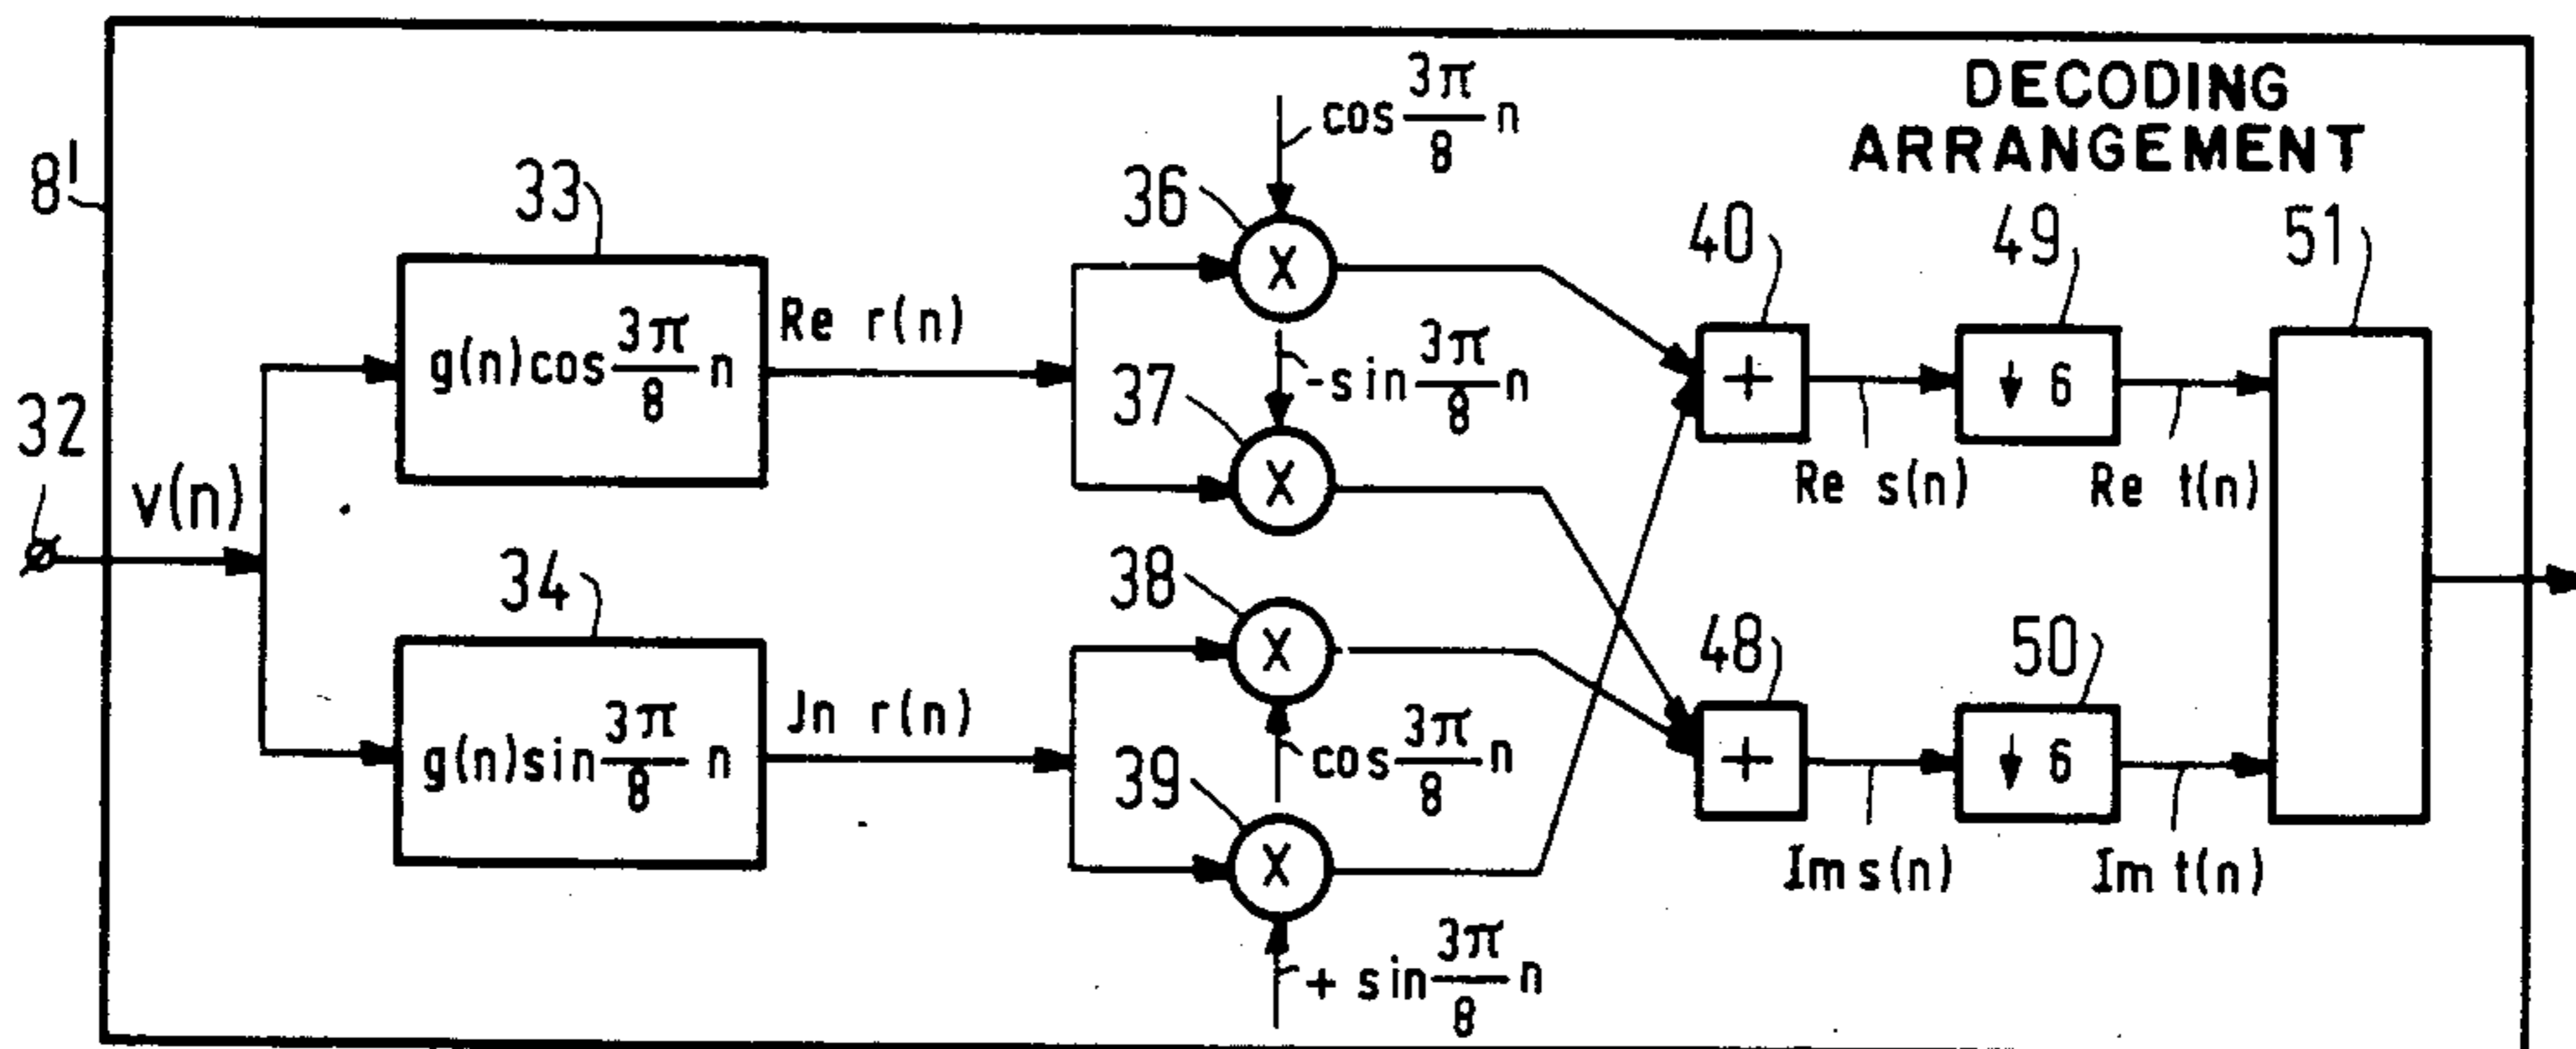 DECODING
ARRANGEMENT
8'
32
v(n)
33
g(n)cos 3π/8 n
Re r(n)
34
g(n)sin 3π/8 n
Jn r(n)
cos 3π/8 n
36
X
-sin 3π/8 n
37
X
38
X
cos 3π/8 n
39
X
+ sin 3π/8 n
40
+
Re s(n)
49
↓ 6
Re t(n)
48
+
Im s(n)
50
↓ 6
Im t(n)
51